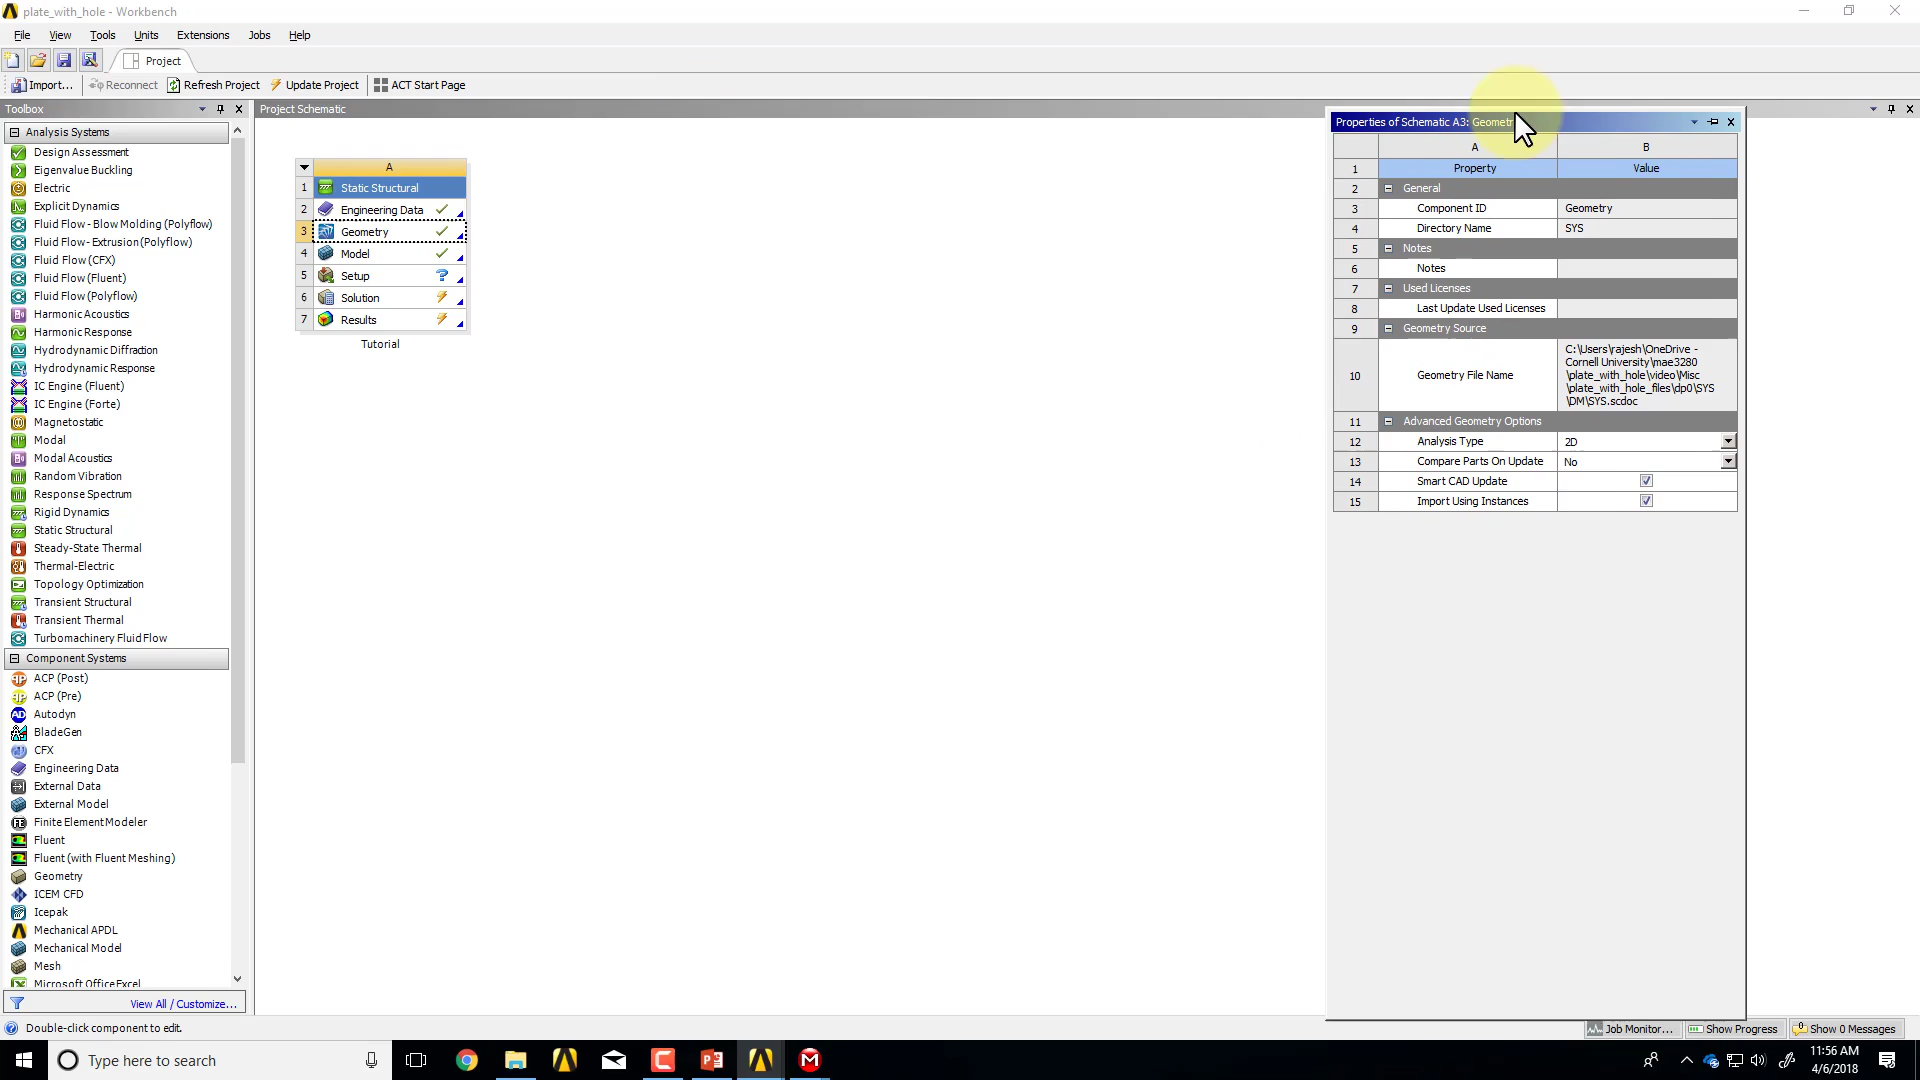 plate_with_hole - Workbench
File View Tools Units Extensions Jobs Help
Project
Import... Reconnect Refresh Project Update Project ACT Start Page
Toolbox
Analysis Systems
Design Assessment
Eigenvalue Buckling
Electric
Explicit Dynamics
Fluid Flow - Blow Molding (Polyflow)
Fluid Flow - Extrusion (Polyflow)
Fluid Flow (CFX)
Fluid Flow (Fluent)
Fluid Flow (Polyflow)
Harmonic Acoustics
Harmonic Response
Hydrodynamic Diffraction
Hydrodynamic Response
IC Engine (Fluent)
IC Engine (Forte)
Magnetostatic
Modal
Modal Acoustics
Random Vibration
Response Spectrum
Rigid Dynamics
Static Structural
Steady-State Thermal
Thermal-Electric
Topology Optimization
Transient Structural
Transient Thermal
Turbomachinery Fluid Flow
Component Systems
ACP (Post)
ACP (Pre)
Autodyn
BladeGen
CFX
Engineering Data
External Data
External Model
Finite Element Modeler
Fluent
Fluent (with Fluent Meshing)
Geometry
ICEM CFD
Icepak
Mechanical APDL
Mechanical Model
Mesh
Microsoft Office Excel
View All / Customize...
Project Schematic
A
1 Static Structural
2 Engineering Data
3 Geometry
4 Model
5 Setup ?
6 Solution
7 Results
Tutorial
Properties of Schematic A3: Geometr
A B
1 Property Value
2 General
3 Component ID Geometry
4 Directory Name SYS
5 Notes
6 Notes
7 Used Licenses
8 Last Update Used Licenses
9 Geometry Source
10 Geometry File Name
C:\Users\rajesh\OneDrive -
Cornell University\mae3280
\plate_with_hole\video\Misc
\plate_with_hole_files\dp0\SYS
\DM\SYS.scdoc
11 Advanced Geometry Options
12 Analysis Type 2D
13 Compare Parts On Update No
14 Smart CAD Update
15 Import Using Instances
Double-click component to edit.
Job Monitor... Show Progress Show 0 Messages
Type here to search
11:56 AM
4/6/2018